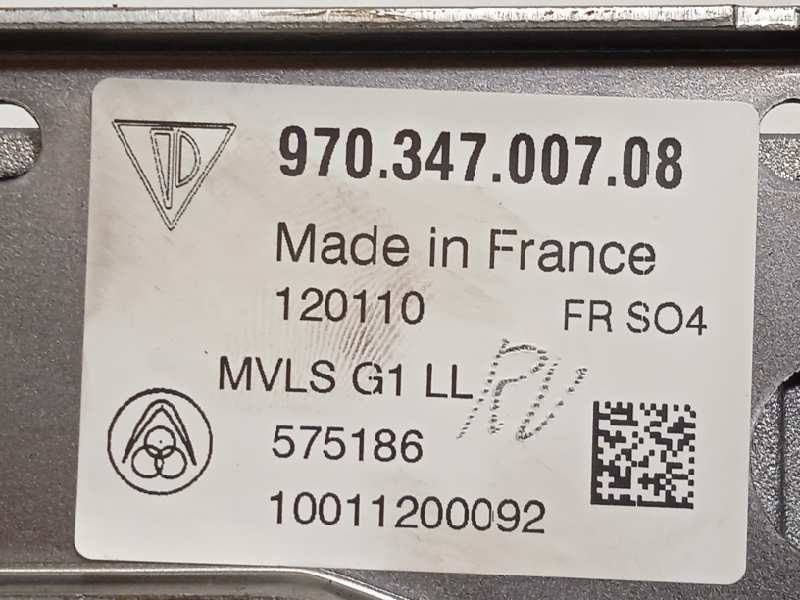 970.347.007.08
Made in France
120110 FR SO4
MVLS G1 LL
575186
10011200092